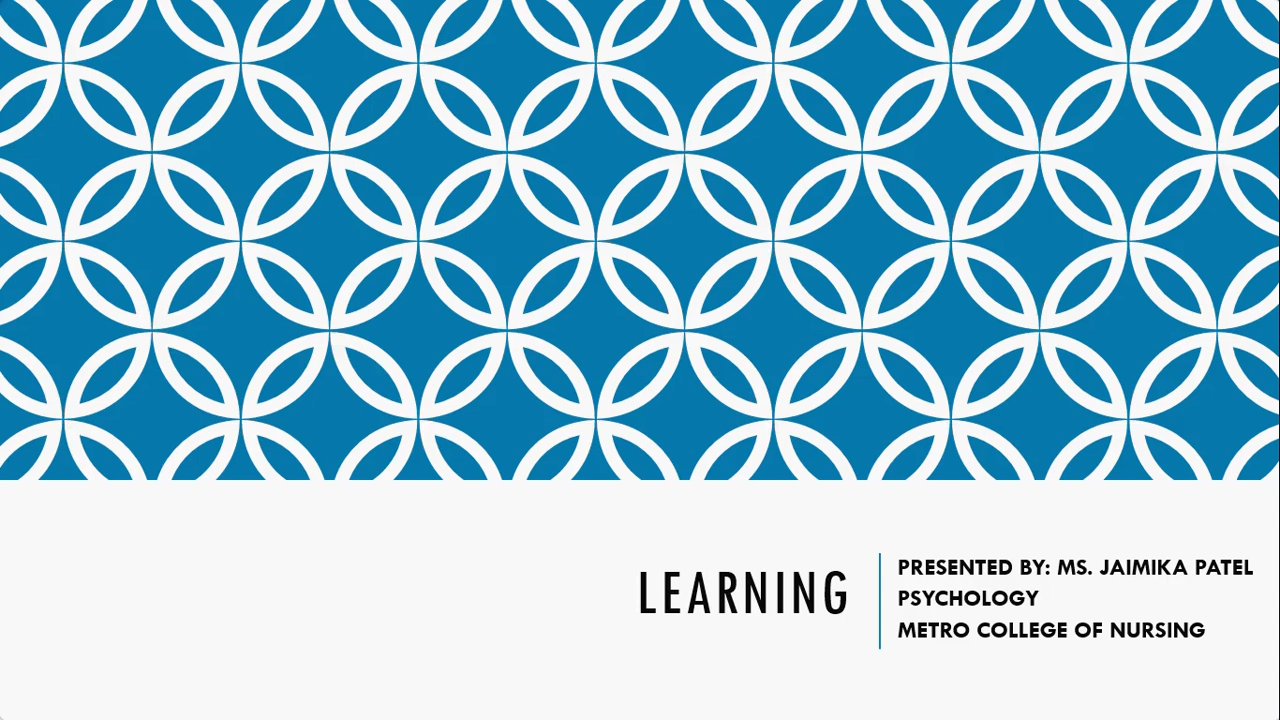 LEARNING
PRESENTED BY: MS. JAIMIKA PATEL
PSYCHOLOGY
METRO COLLEGE OF NURSING